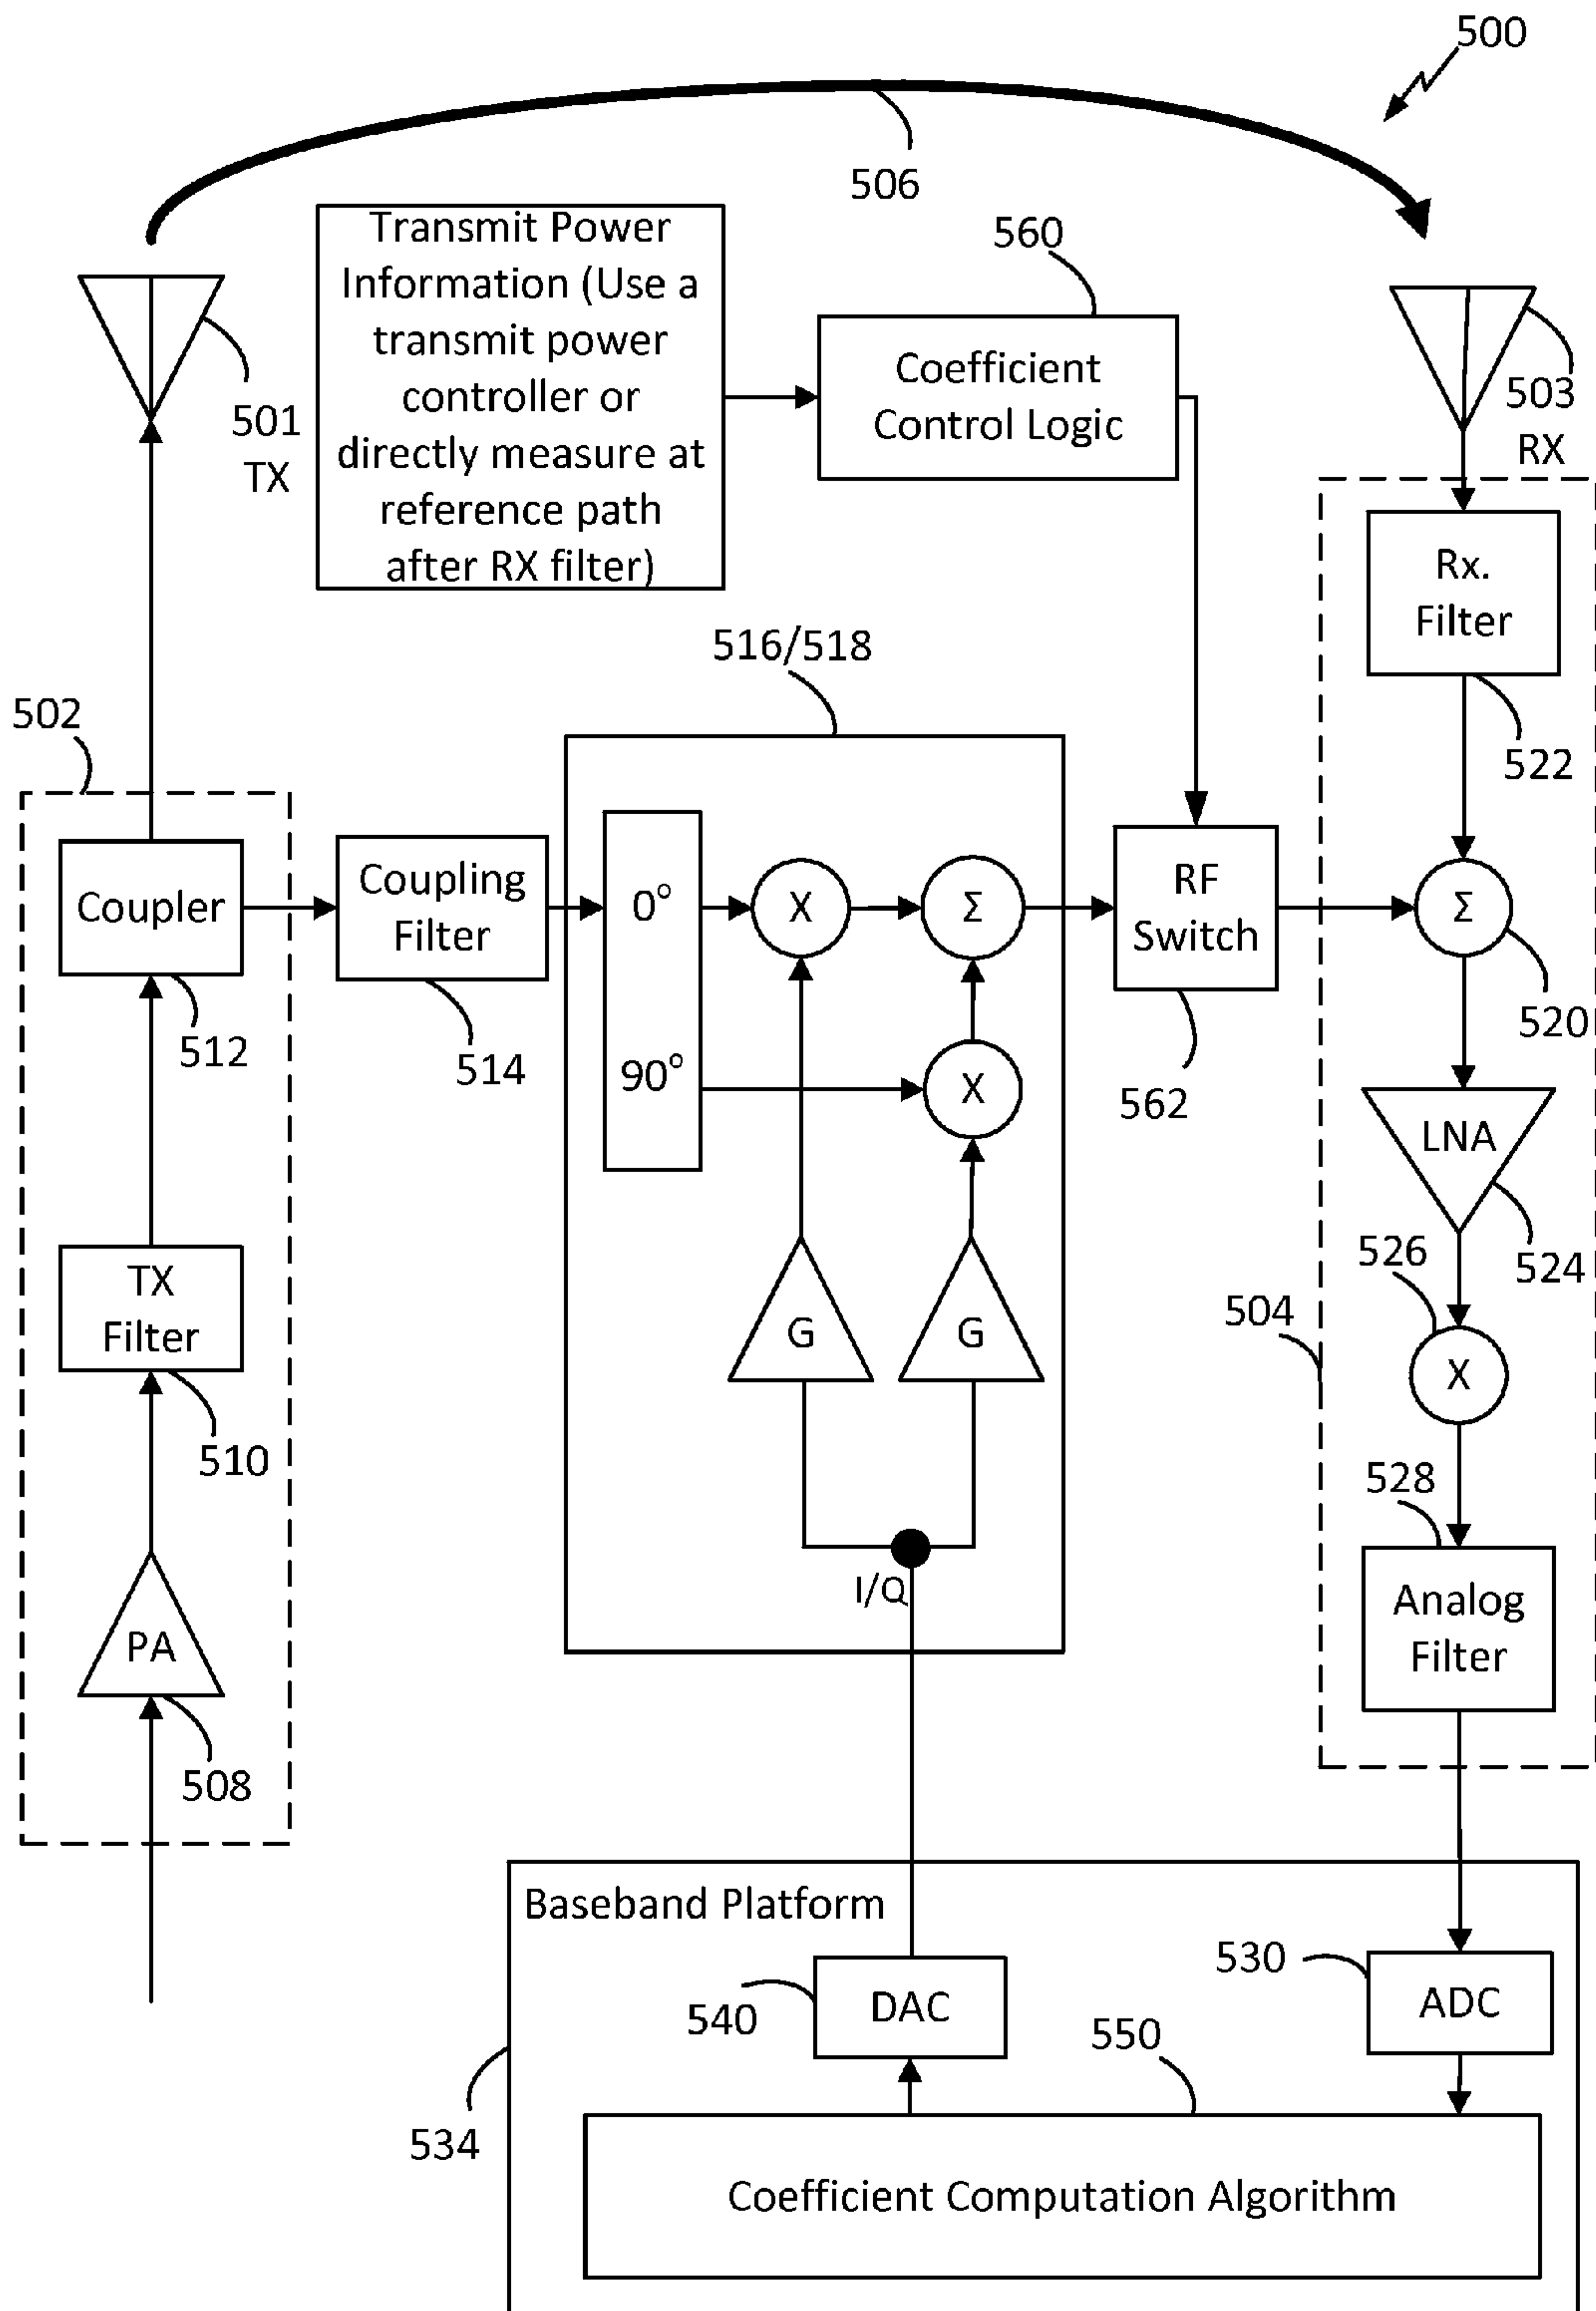 500
506
Transmit Power
Information (Use a
transmit power
controller or
directly measure at
reference path
after RX filter)
560
Coefficient
Control Logic
501
TX
503
RX
Rx.
Filter
522
516/518
502
Coupler
512
Coupling
Filter
514
0°
X
Σ
90°
X
RF
Switch
562
Σ
520
LNA
524
526
X
504
TX
Filter
510
G
G
528
Analog
Filter
I/Q
PA
508
Baseband Platform
540
DAC
530
ADC
550
534
Coefficient Computation Algorithm